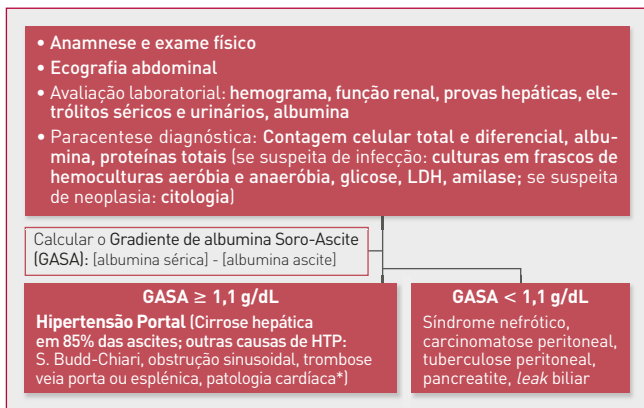 • Anamnese e exame físico
• Ecografia abdominal
• Avaliação laboratorial: hemograma, função renal, provas hepáticas, ele-
trólitos séricos e urinários, albumina
• Paracentese diagnóstica: Contagem celular total e diferencial, albu-
mina, proteínas totais (se suspeita de infecção: culturas em frascos de
hemoculturas aeróbia e anaeróbia, glicose, LDH, amilase; se suspeita
de neoplasia: citologia)
Calcular o Gradiente de albumina Soro-Ascite
(GASA): [albumina sérica] - [albumina ascite]
GASA ≥ 1,1 g/dL
Hipertensão Portal (Cirrose hepática
em 85% das ascites; outras causas de HTP:
S. Budd-Chiari, obstrução sinusoidal, trombose
veia porta ou esplénica, patologia cardíaca*)
GASA < 1,1 g/dL
Síndrome nefrótico,
carcinomatose peritoneal,
tuberculose peritoneal,
pancreatite, leak biliar